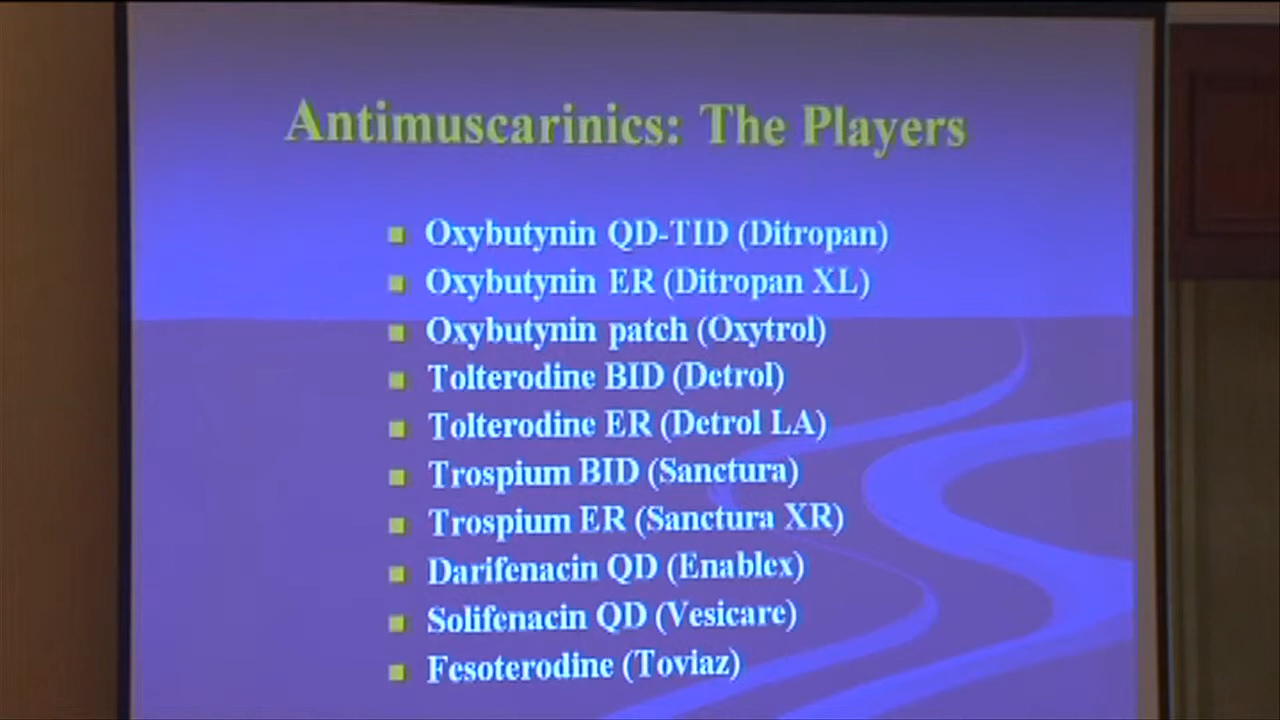 Antimuscarinics: The Players
Oxybutynin QD-TID (Ditropan)
Oxybutynin ER (Ditropan XL)
Oxybutynin patch (Oxytrol)
Tolterodine BID (Detrol)
Tolterodine ER (Detrol LA)
Trospium BID (Sanctura)
Trospium ER (Sanctura XR)
Darifenacin QD (Enablex)
Solifenacin QD (Vesicare)
Fesoterodine (Toviaz)